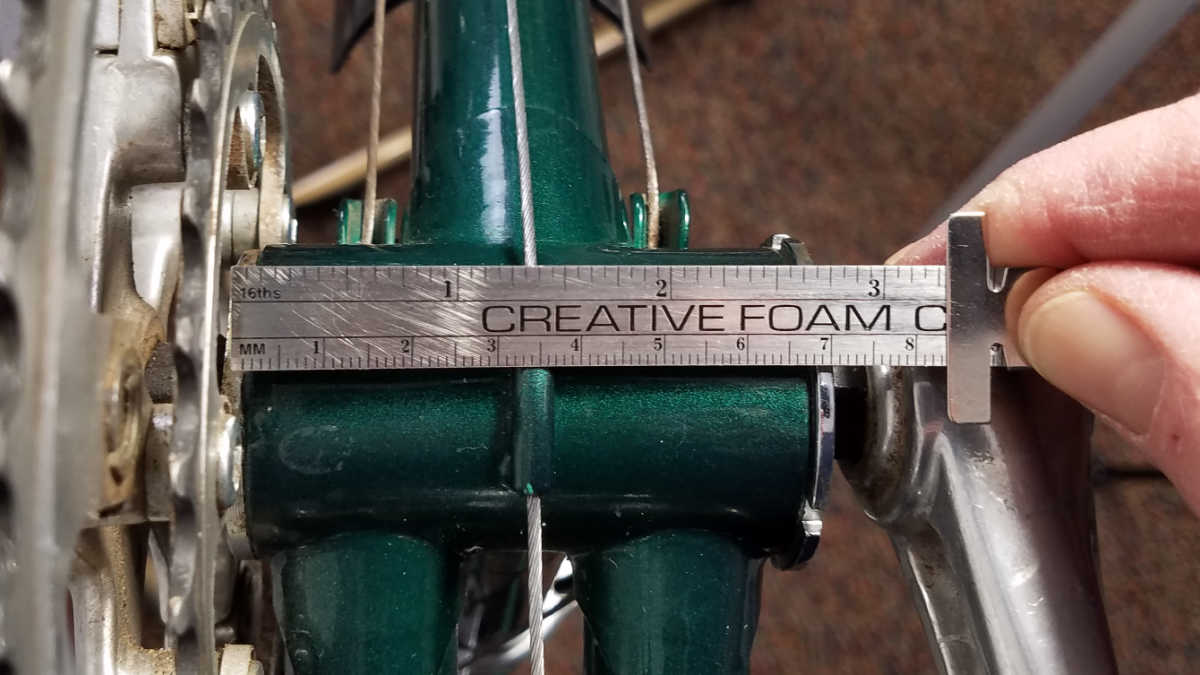 16ths 1 2 3
CREATIVE FOAM C
MM 1 2 3 4 5 6 7 8